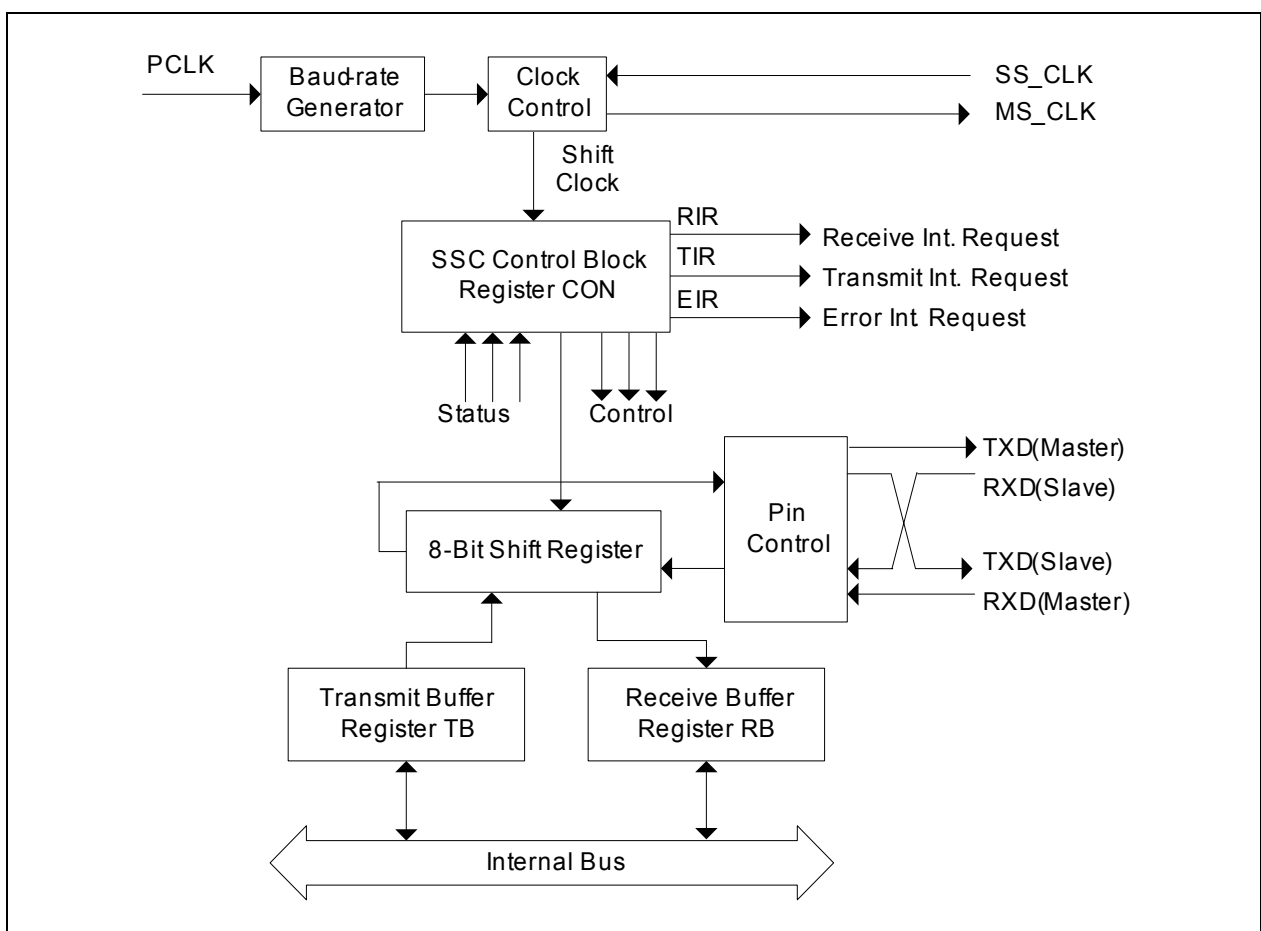 PCLK
Baud-rate
Generator
Clock
Control
SS_CLK
MS_CLK
Shift
Clock
SSC Control Block
Register CON
RIR
TIR
EIR
Receive Int. Request
Transmit Int. Request
Error Int. Request
Status
Control
8-Bit Shift Register
Pin
Control
TXD(Master)
RXD(Slave)
TXD(Slave)
RXD(Master)
Transmit Buffer
Register TB
Receive Buffer
Register RB
Internal Bus